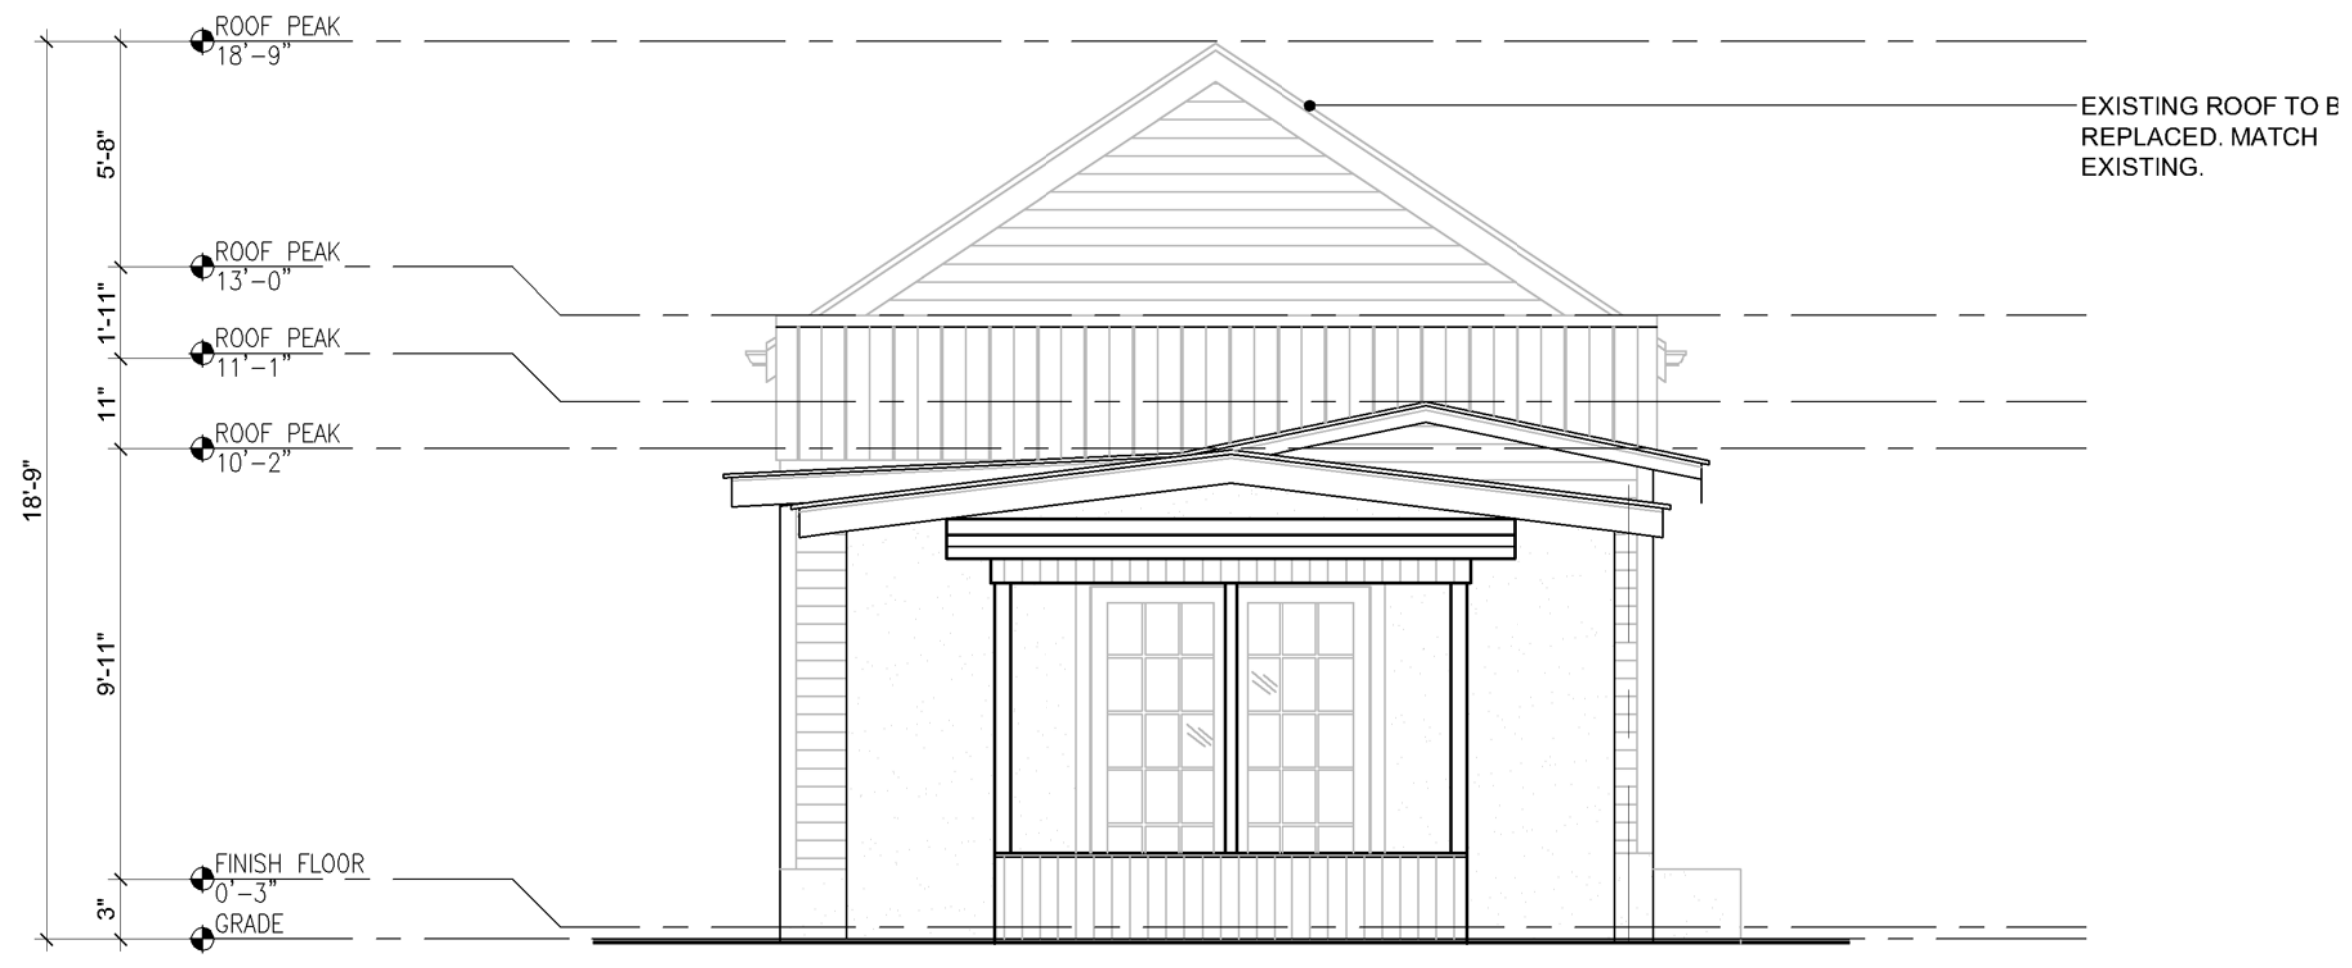 ROOF PEAK
18'-9"
EXISTING ROOF TO B
REPLACED. MATCH
EXISTING.
5'-8"
ROOF PEAK
13'-0"
1'-11"
ROOF PEAK
11'-1"
11"
ROOF PEAK
10'-2"
18'-9"
9'-11"
FINISH FLOOR
0'-3"
3"
GRADE